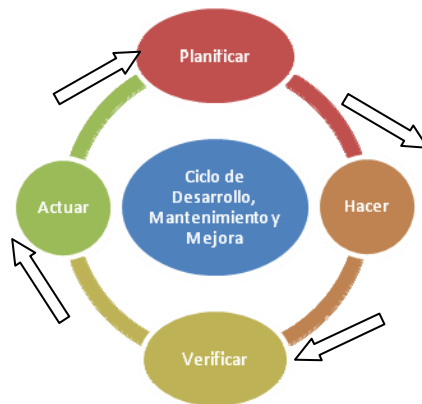 Planificar
Hacer
Verificar
Actuar
Ciclo de
Desarrollo,
Mantenimiento y
Mejora